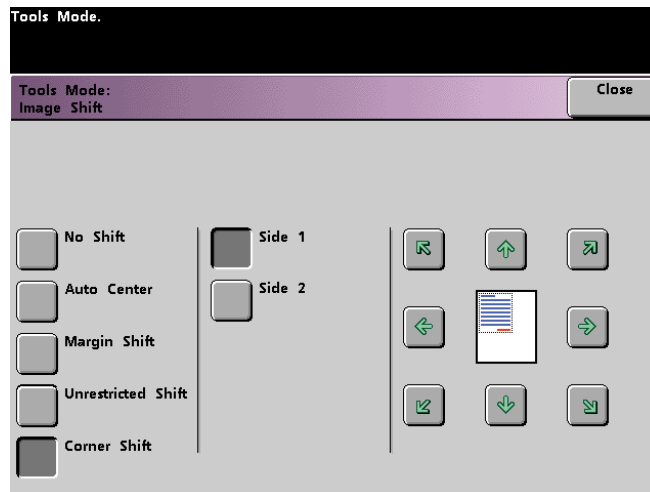 Tools Mode.
Tools Mode:
Image Shift
Close
No Shift
Auto Center
Margin Shift
Unrestricted Shift
Corner Shift
Side 1
Side 2